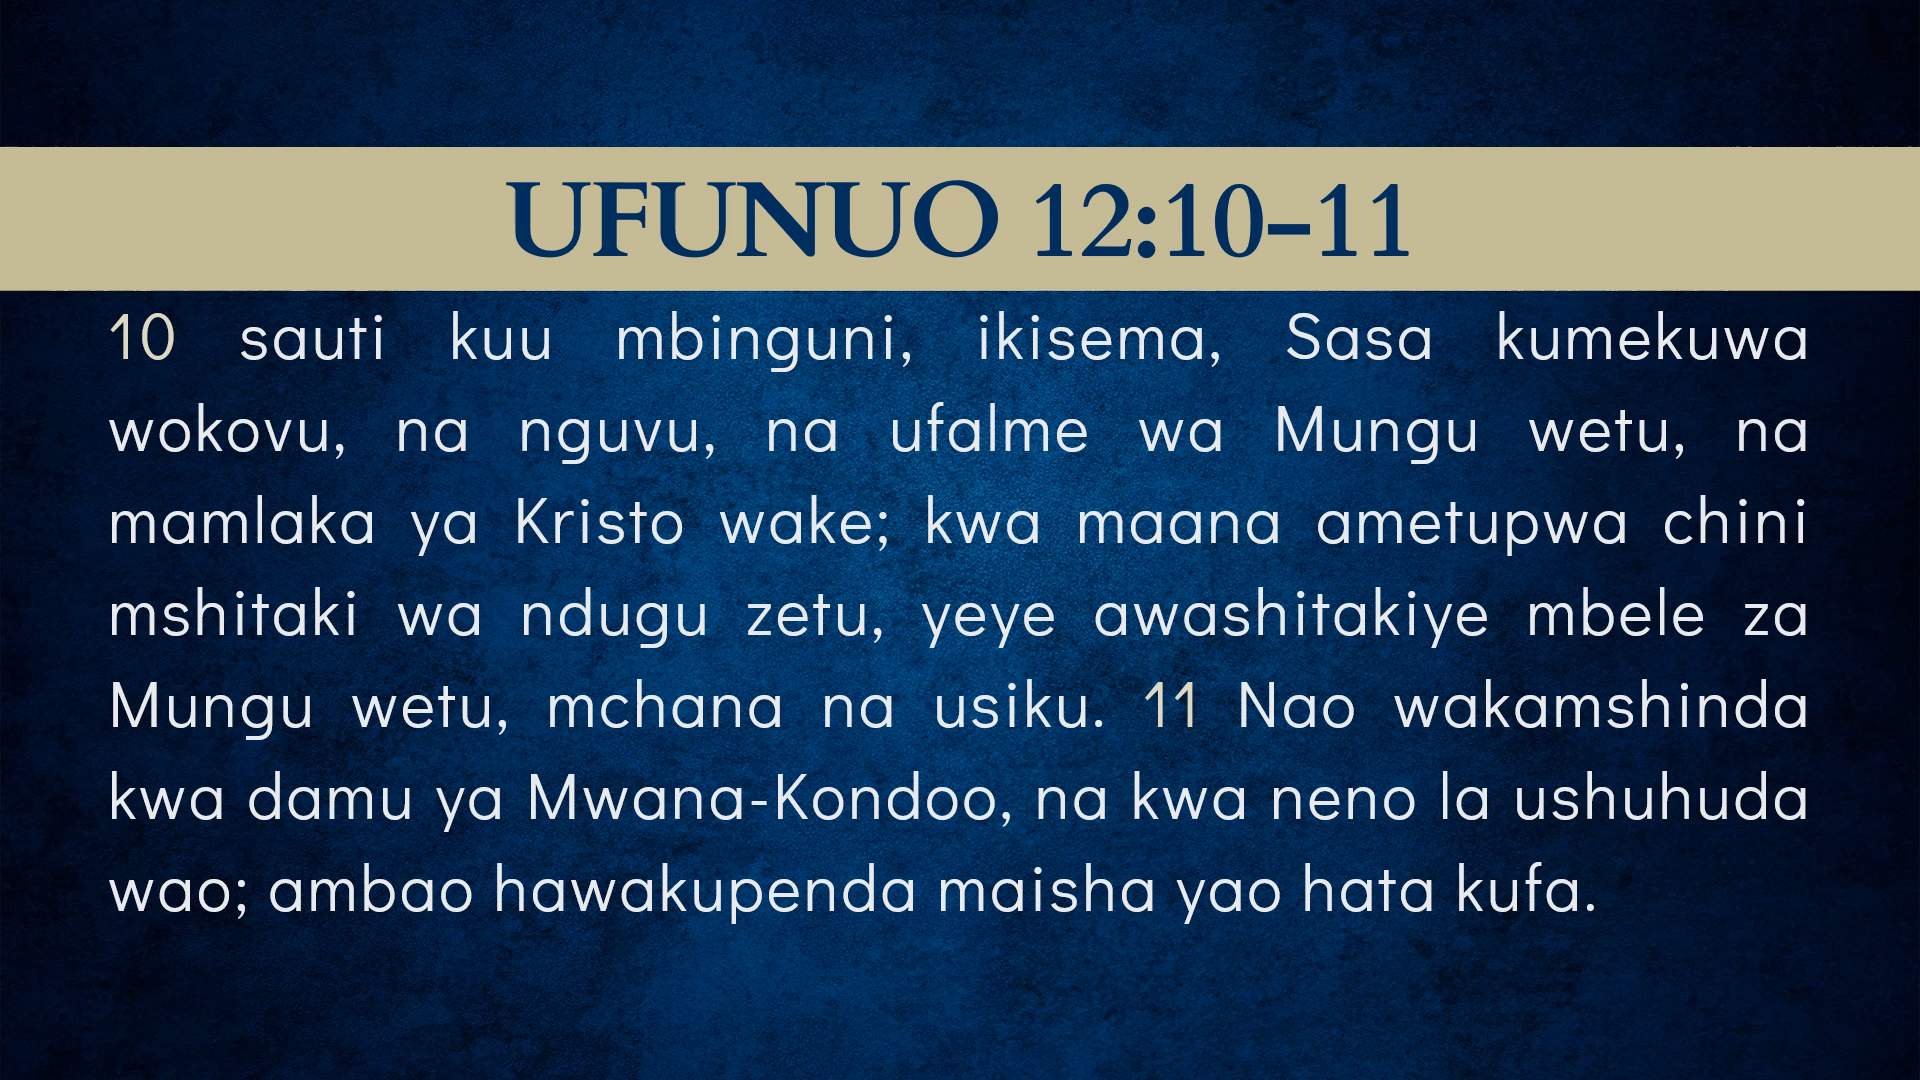 UFUNUO 12:10–11
10 sauti kuu mbinguni, ikisema, Sasa kumekuwa
wokovu, na nguvu, na ufalme wa Mungu wetu, na
mamlaka ya Kristo wake; kwa maana ametupwa chini
mshitaki wa ndugu zetu, yeye awashitakiye mbele za
Mungu wetu, mchana na usiku. 11 Nao wakamshinda
kwa damu ya Mwana-Kondoo, na kwa neno la ushuhuda
wao; ambao hawakupenda maisha yao hata kufa.